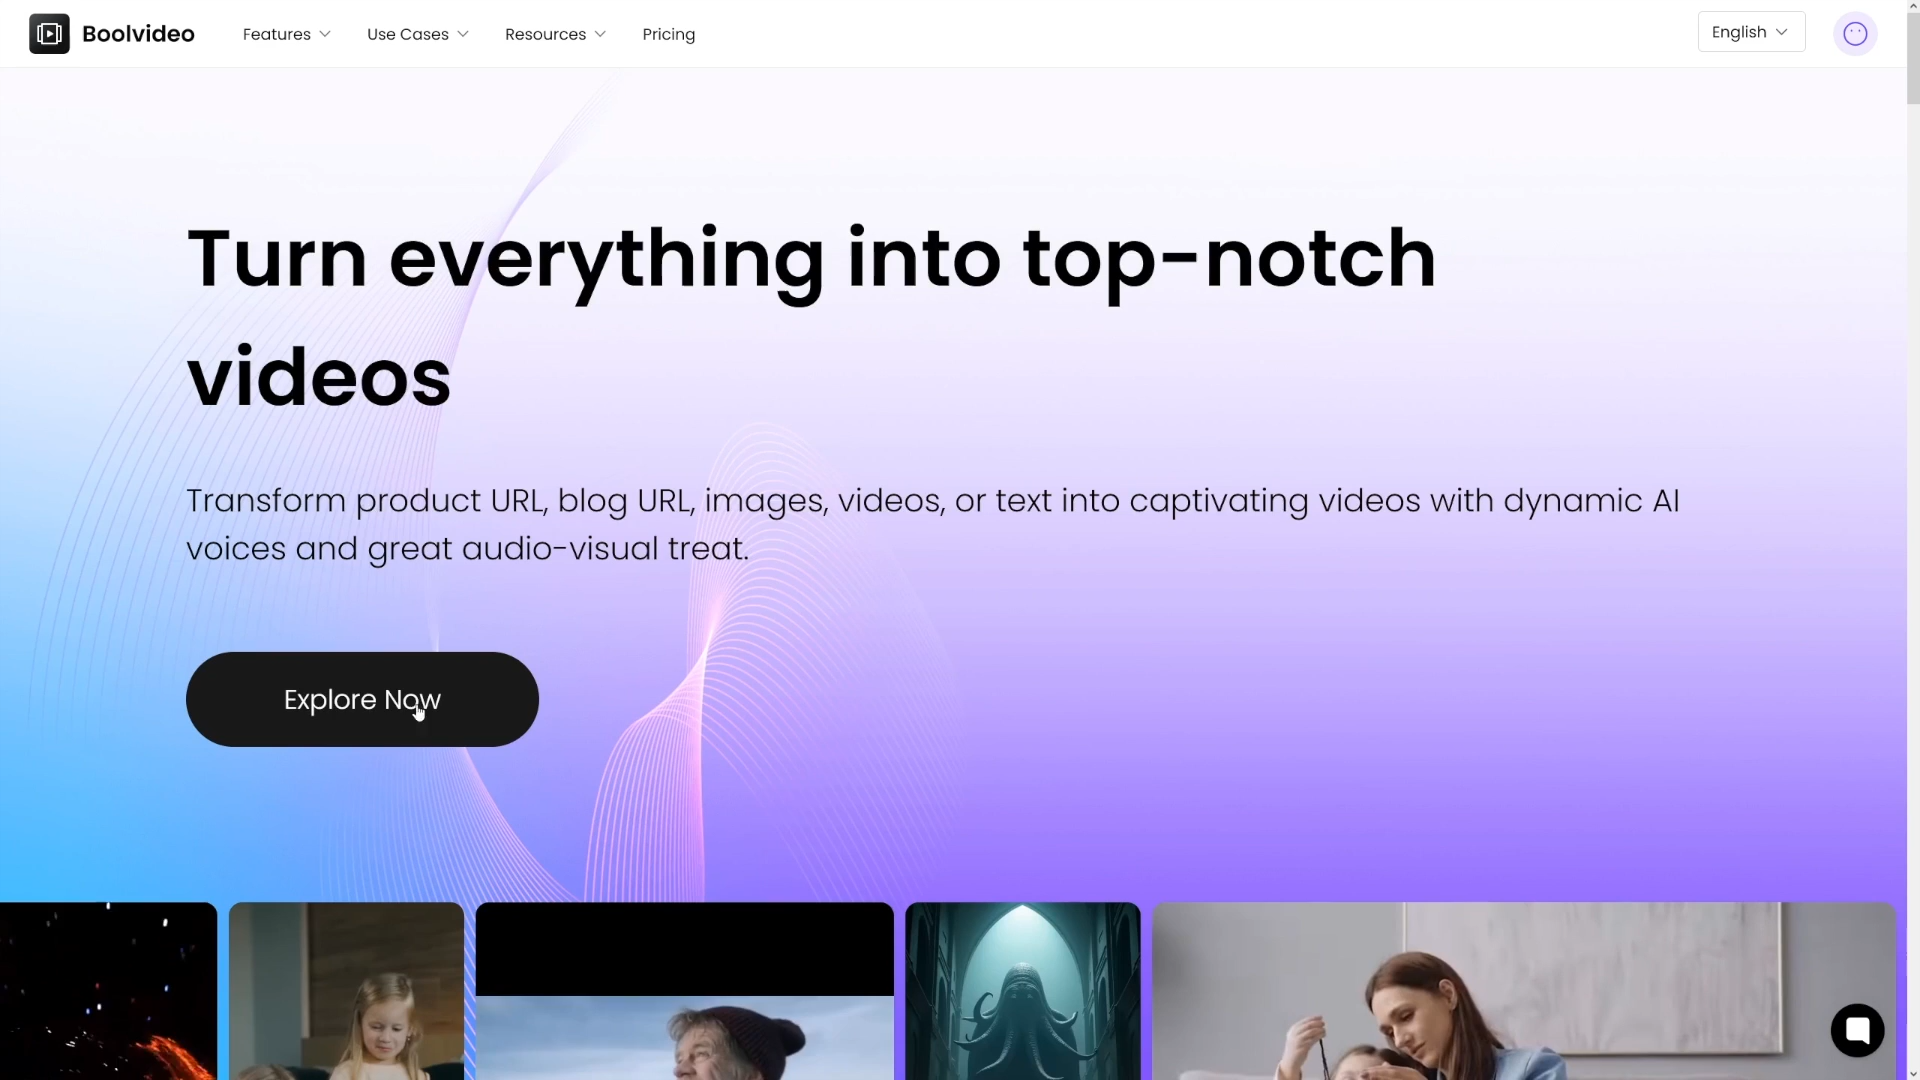 Boolvideo
Features
Use Cases
Resources
Pricing
English
Turn everything into top-notch
videos
Transform product URL, blog URL, images, videos, or text into captivating videos with dynamic AI
voices and great audio-visual treat.
Explore Now